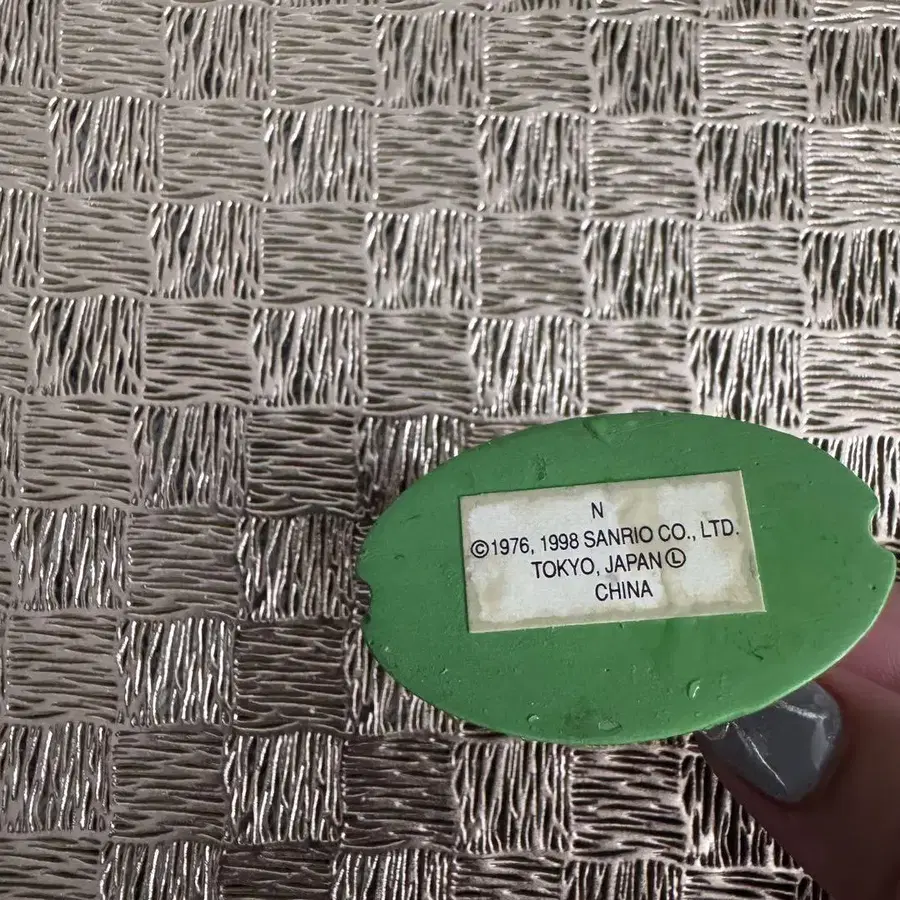 N
©1976, 1998 SANRIO CO., LTD.
TOKYO, JAPAN Ⓛ
CHINA